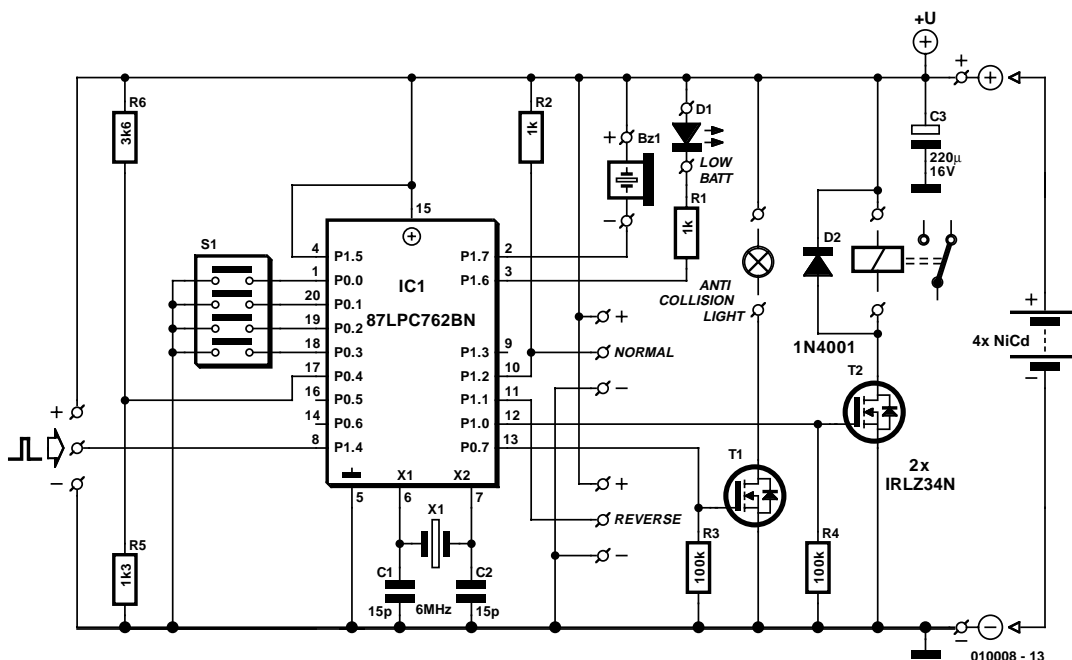 +U
+
R6
3k6
R2
1k
+
Bz1
−
D1
LOW
BATT
R1
1k
C3
220µ
16V
15
S1
4 P1.5
1 P0.0
20 P0.1
19 P0.2
18 P0.3
17 P0.4
16 P0.5
14 P0.6
8 P1.4
IC1
87LPC762BN
P1.7 2
P1.6 3
P1.3 9
P1.2 10
P1.1 11
P1.0 12
P0.7 13
X1
X2
5
6
7
ANTI
COLLISION
LIGHT
D2
1N4001
+
NORMAL
−
+
REVERSE
−
T2
2x
IRLZ34N
T1
+
4x NiCd
−
+
−
X1
6MHz
C1
15p
C2
15p
R5
1k3
R3
100k
R4
100k
−
010008 - 13